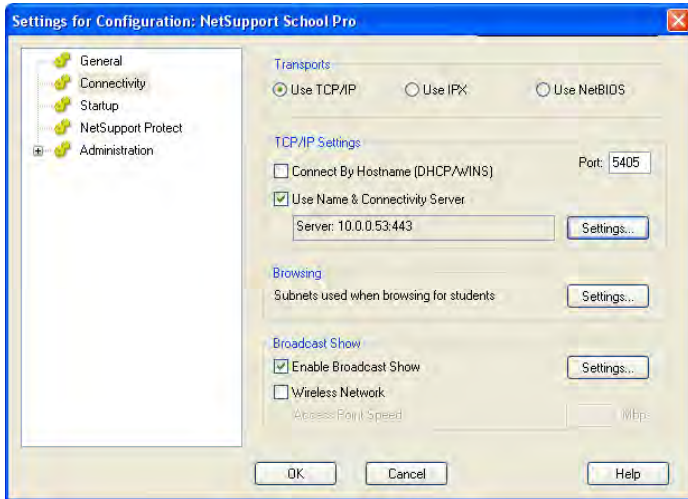 Settings for Configuration: NetSupport School Pro
General
Connectivity
Startup
NetSupport Protect
Administration
Transports
Use TCP/IP Use IPX Use NetBIOS
TCP/IP Settings
Port: 5405
Connect By Hostname (DHCP/WINS)
Use Name & Connectivity Server
Server: 10.0.0.53:443 Settings...
Browsing
Subnets used when browsing for students Settings...
Broadcast Show
Enable Broadcast Show Settings...
Wireless Network
Access Point Speed Mbp
OK Cancel Help